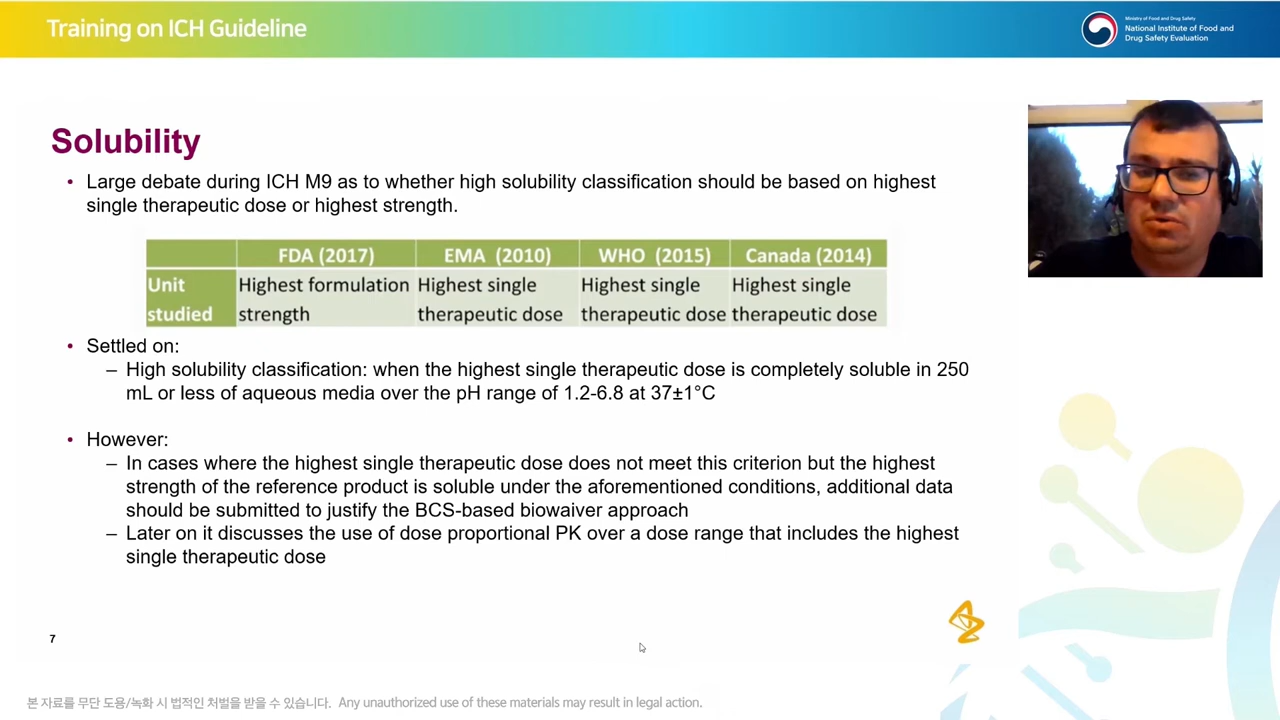 Training on ICH Guideline
Ministry of Food and Drug Safety
National Institute of Food and
Drug Safety Evaluation
Solubility
• Large debate during ICH M9 as to whether high solubility classification should be based on highest
single therapeutic dose or highest strength.
FDA (2017) EMA (2010) WHO (2015) Canada (2014)
Unit Highest formulation Highest single Highest single Highest single
studied strength therapeutic dose therapeutic dose therapeutic dose
• Settled on:
– High solubility classification: when the highest single therapeutic dose is completely soluble in 250
mL or less of aqueous media over the pH range of 1.2-6.8 at 37±1°C
• However:
– In cases where the highest single therapeutic dose does not meet this criterion but the highest
strength of the reference product is soluble under the aforementioned conditions, additional data
should be submitted to justify the BCS-based biowaiver approach
– Later on it discusses the use of dose proportional PK over a dose range that includes the highest
single therapeutic dose
7
본 자료를 무단 도용/녹화 시 법적인 처벌을 받을 수 있습니다. Any unauthorized use of these materials may result in legal action.